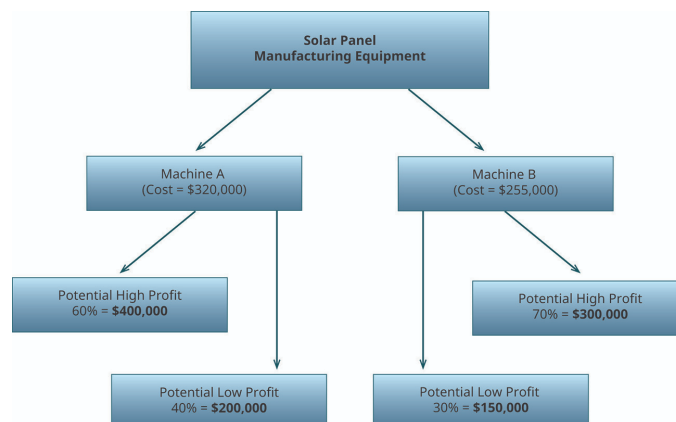 Solar Panel
Manufacturing Equipment
Machine A
(Cost = $320,000)
Machine B
(Cost = $255,000)
Potential High Profit
60% = $400,000
Potential High Profit
70% = $300,000
Potential Low Profit
40% = $200,000
Potential Low Profit
30% = $150,000